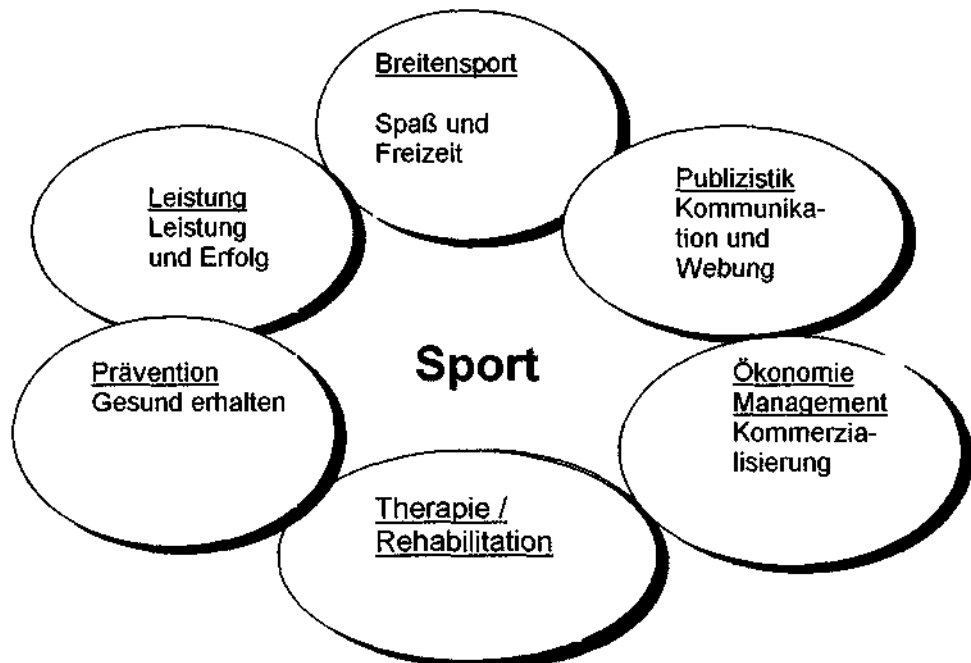 Breitensport
Spaß und
Freizeit
Leistung
Leistung
und Erfolg
Publizistik
Kommunika-
tion und
Webung
Sport
Prävention
Gesund erhalten
Ökonomie
Management
Kommerzia-
lisierung
Therapie /
Rehabilitation